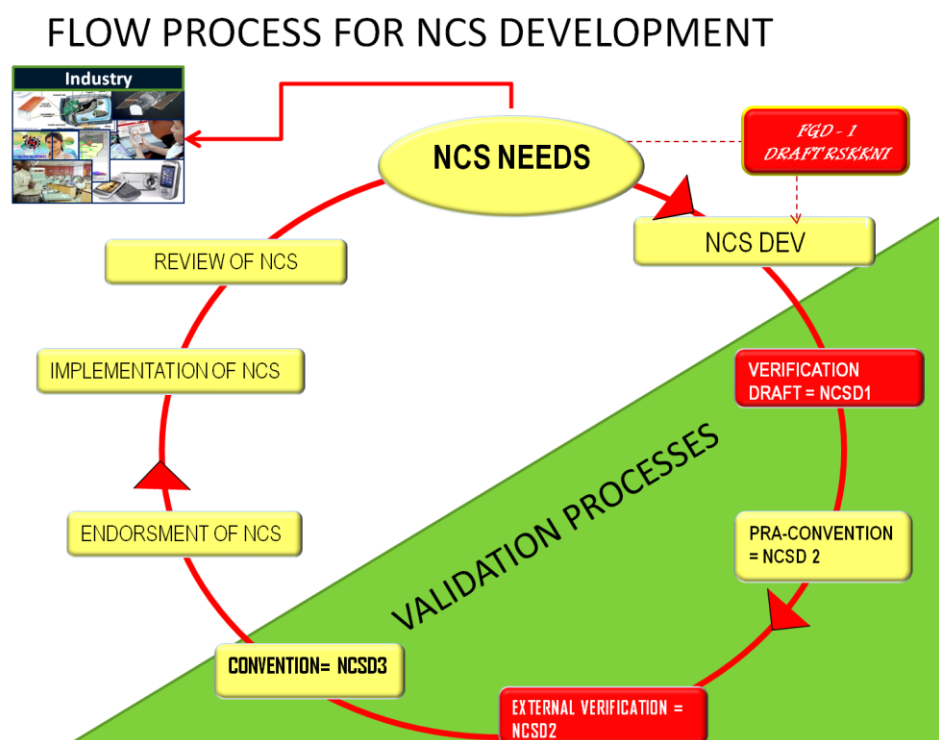 FLOW PROCESS FOR NCS DEVELOPMENT
Industry
NCS NEEDS
FGD - 1
DRAFT RSKKNI
NCS DEV
REVIEW OF NCS
IMPLEMENTATION OF NCS
VERIFICATION
DRAFT = NCSD1
VALIDATION PROCESSES
ENDORSMENT OF NCS
PRA-CONVENTION
= NCSD 2
CONVENTION= NCSD3
EXTERNAL VERIFICATION =
NCSD2